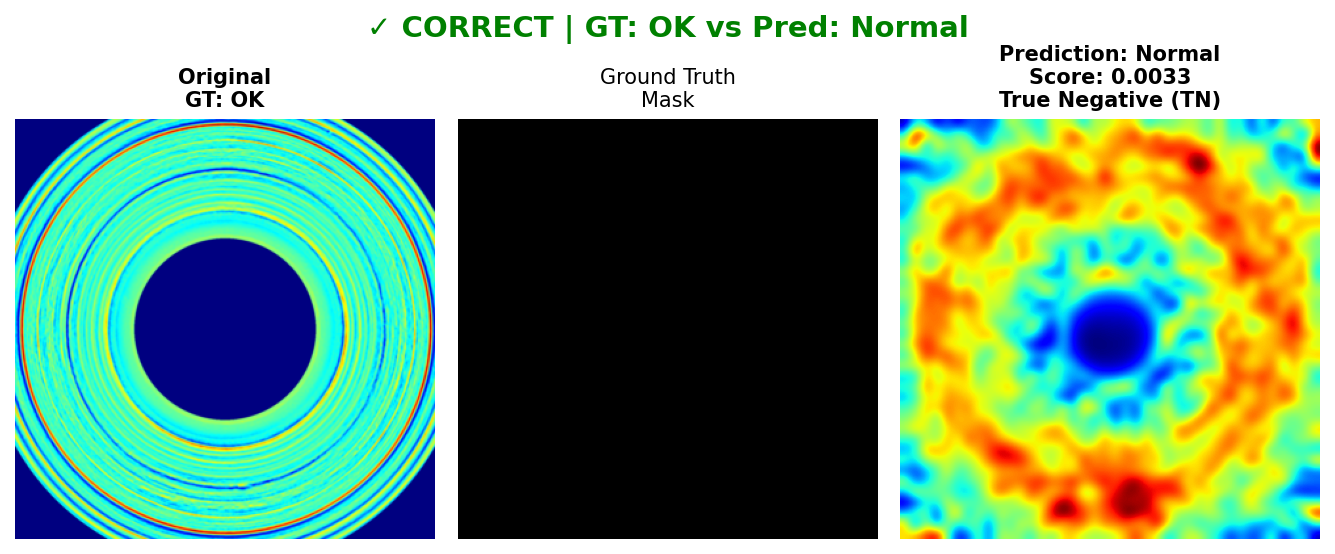 ✓ CORRECT | GT: OK vs Pred: Normal
Original
GT: OK
Ground Truth
Mask
Prediction: Normal
Score: 0.0033
True Negative (TN)